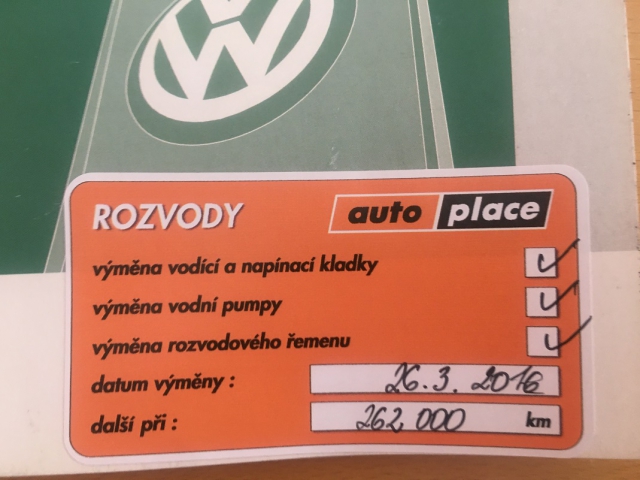 ROZVODY auto place
výměna vodící a napínací kladky
výměna vodní pumpy
výměna rozvodového řemenu
datum výměny : 26.3.2016
další při : 262 000 km